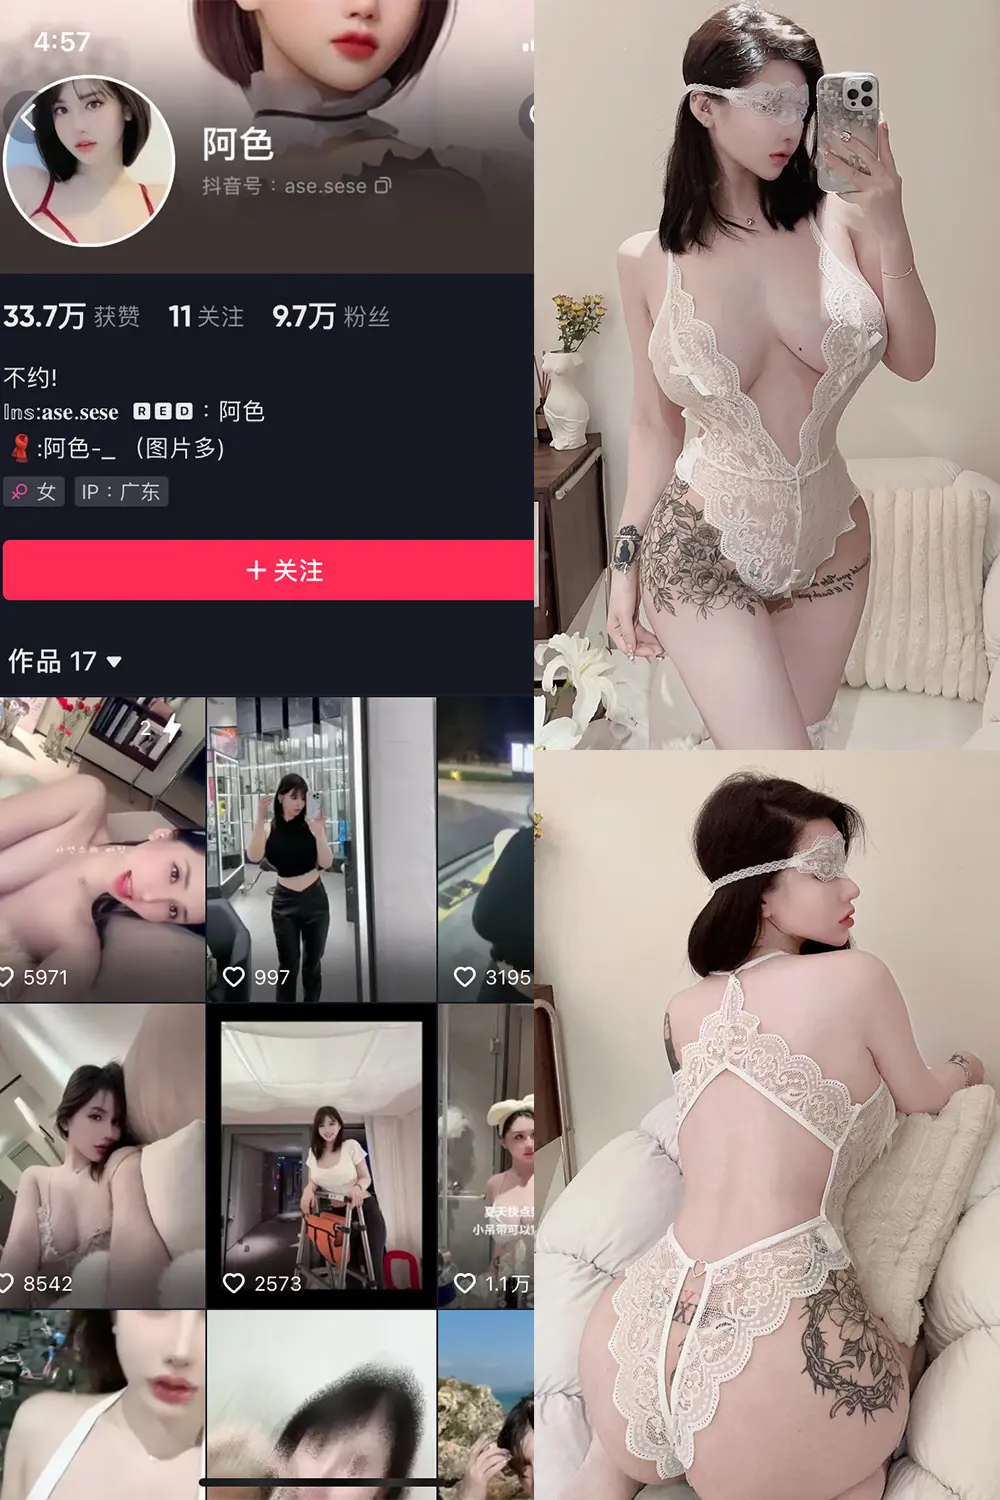 4:57
阿色
抖音号：ase.sese
33.7万 获赞 11 关注 9.7万 粉丝
不约!
Ins:ase.sese RED：阿色
:阿色-_ （图片多)
女 IP：广东
+ 关注
作品 17
2
5971
997
3195
8542
2573
夏天快点
小吊带可以
1.1万